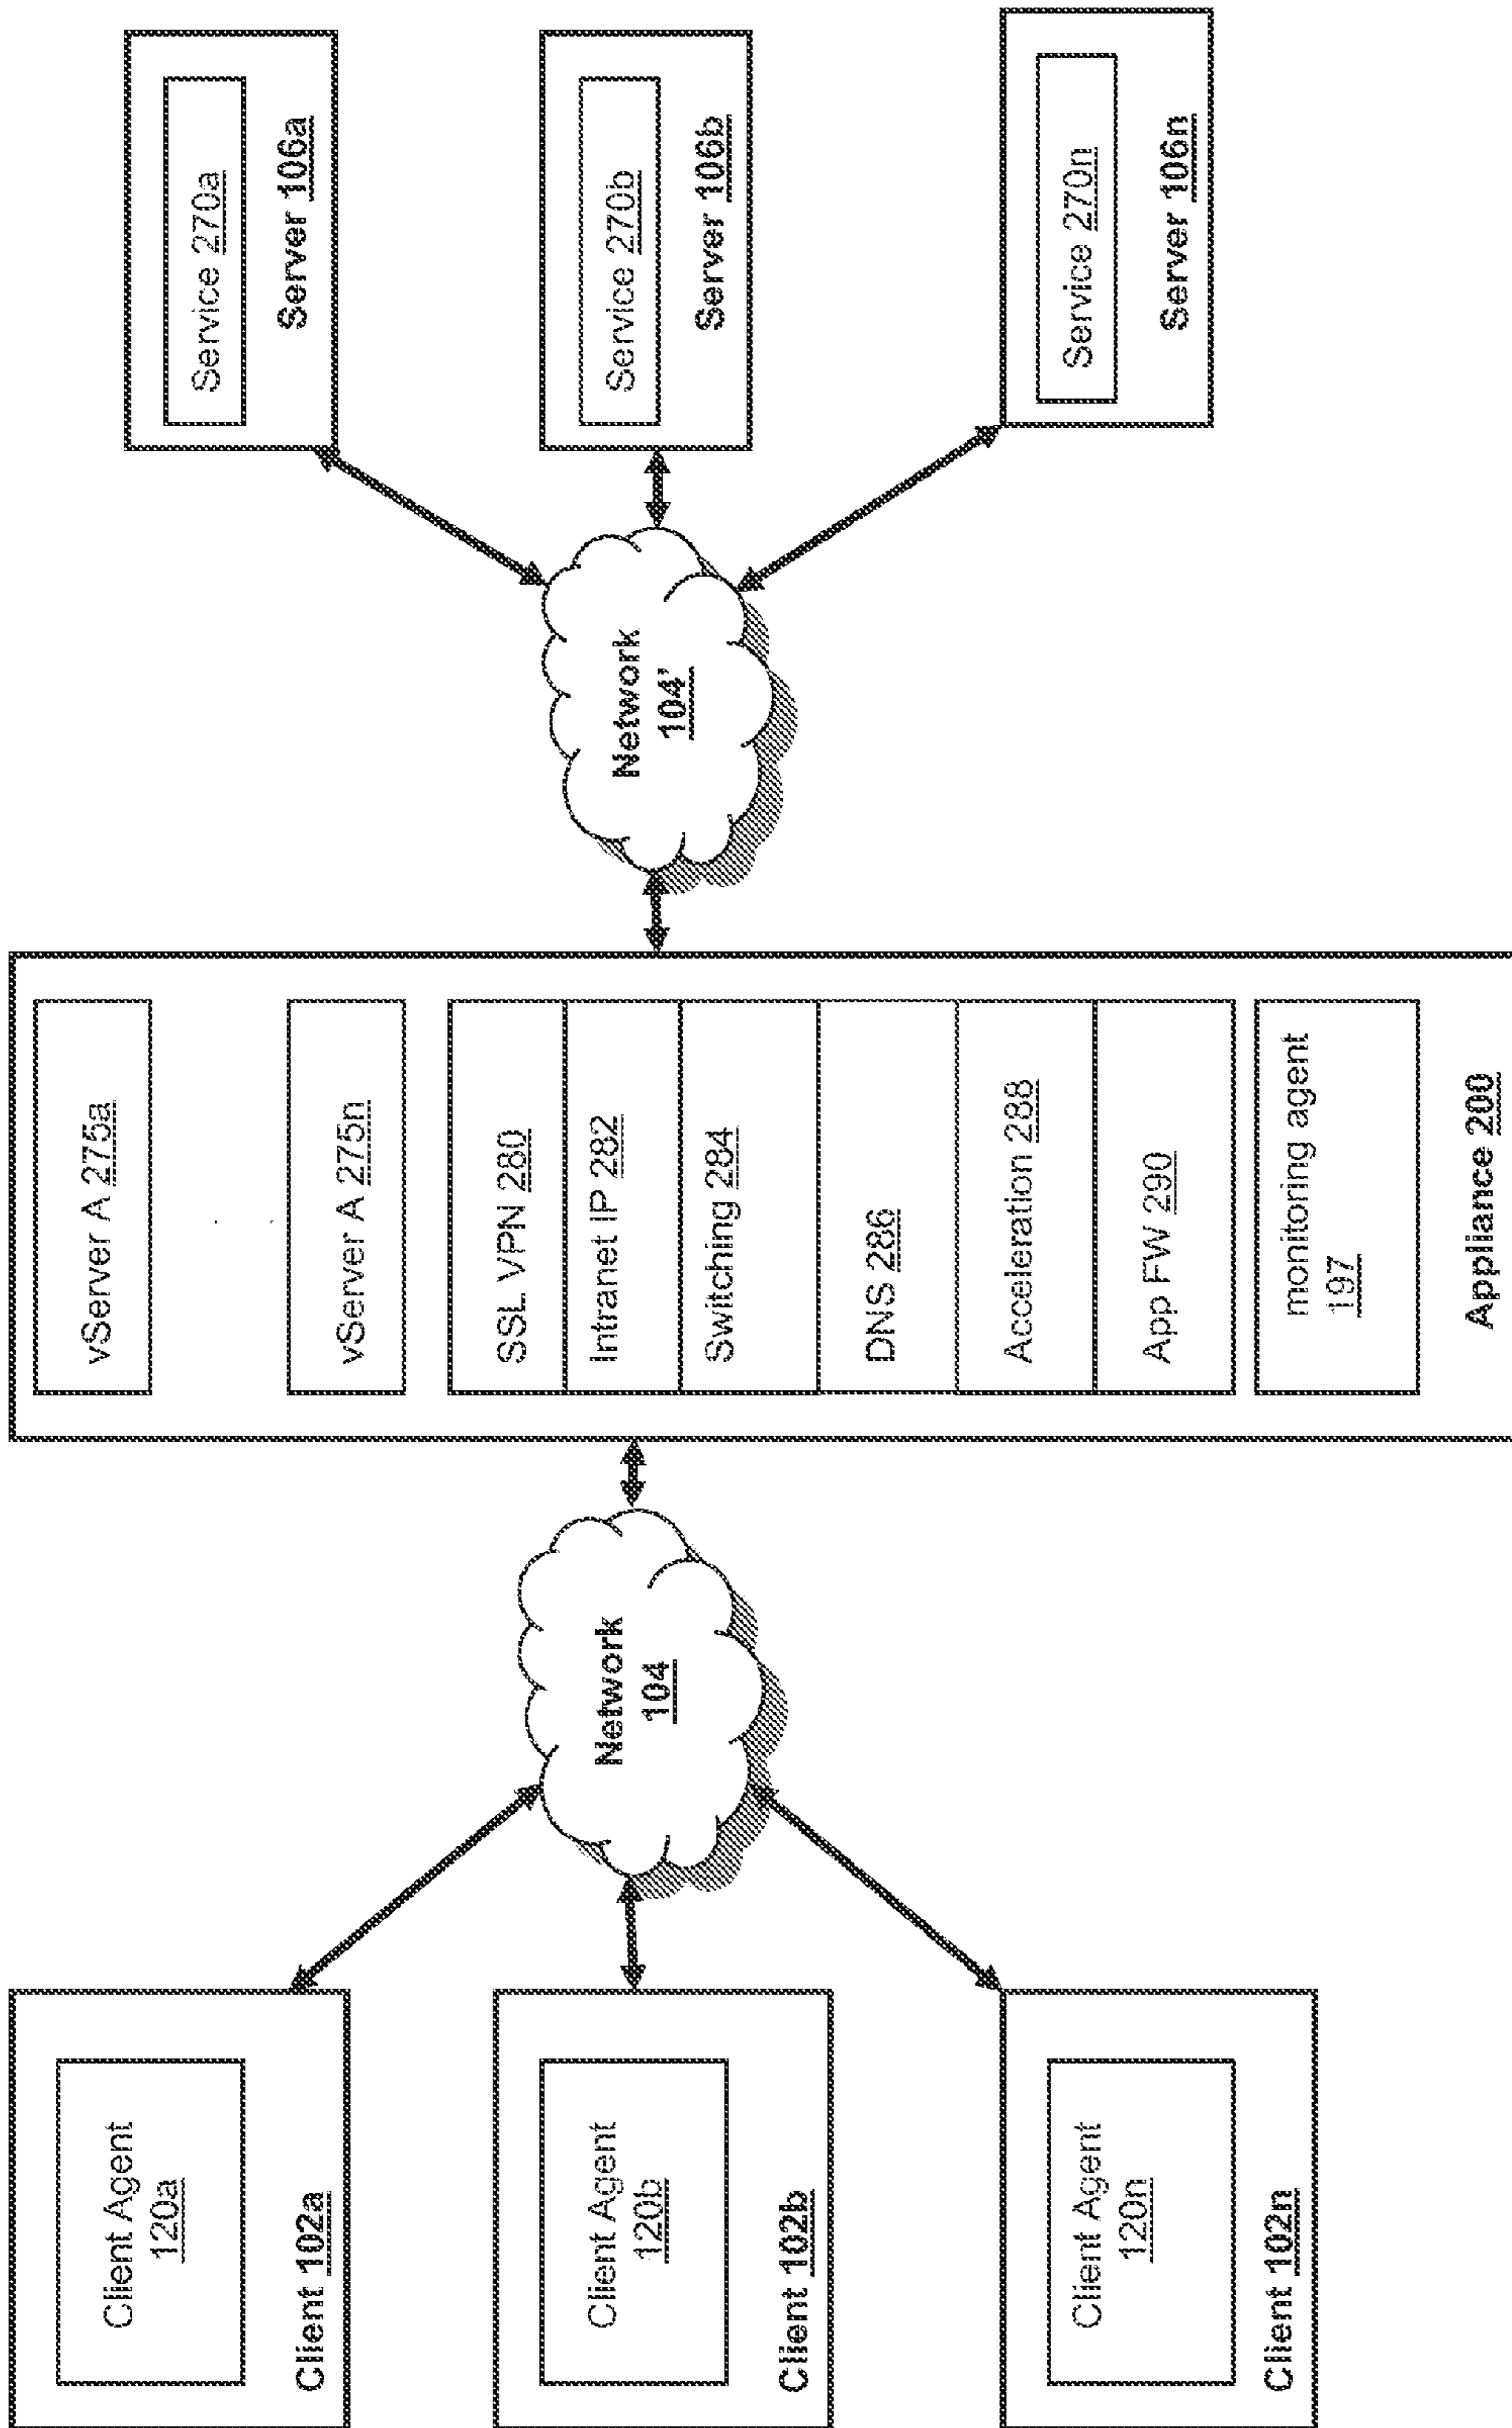 Client Agent
120a
Client 102a
Client Agent
120b
Client 102b
Client Agent
120n
Client 102n
Network
104
vServer A 275a
vServer A 275n
SSL VPN 280
Intranet IP 282
Switching 284
DNS 286
Acceleration 288
App FW 290
monitoring agent
197
Appliance 200
Network
104'
Service 270a
Server 106a
Service 270b
Server 106b
Service 270n
Server 106n